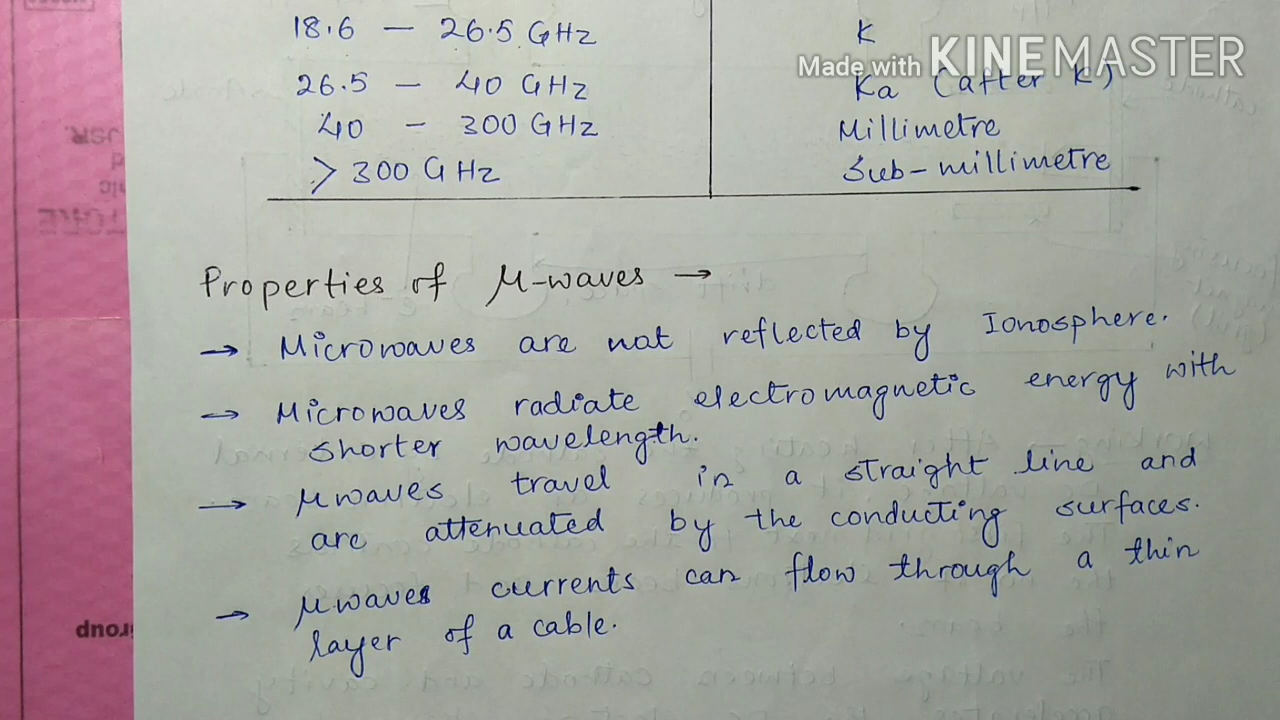 18.6 — 26.5 GHz K
Made with KINEMASTER
26.5 — 40 GHz Ka (after K)
40 - 300 GHz Millimetre
> 300 GHz Sub-millimetre
Properties of μ-waves →
→ Microwaves are not reflected by Ionosphere.
→ Microwaves radiate electromagnetic energy with
shorter wavelength.
→ μwaves travel in a straight line and
are attenuated by the conducting surfaces.
→ μwaves currents can flow through a thin
layer of a cable.